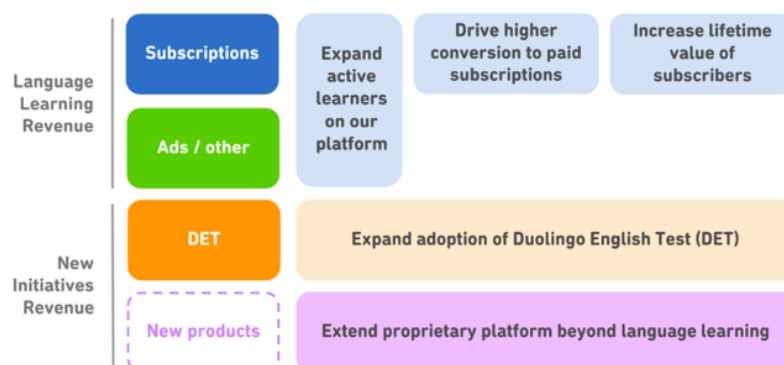 Language
Learning
Revenue
Subscriptions
Ads / other
Expand
active
learners
on our
platform
Drive higher
conversion to paid
subscriptions
Increase lifetime
value of
subscribers
New
Initiatives
Revenue
DET
Expand adoption of Duolingo English Test (DET)
New products
Extend proprietary platform beyond language learning